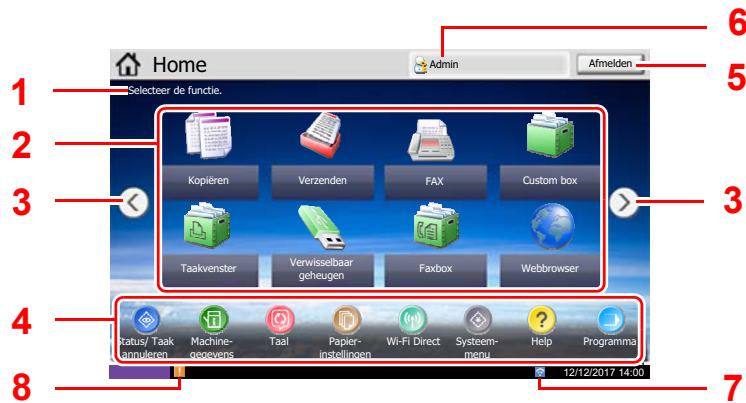 6
Home
Admin
Afmelden
5
1
Selecteer de functie.
2
Kopiëren
Verzenden
FAX
Custom box
3
3
Taakvenster
Verwisselbaar
geheugen
Faxbox
Webbrowser
4
Status/ Taak
annuleren
Machine-
gegevens
Taal
Papier-
instellingen
Wi-Fi Direct
Systeem-
menu
?
Help
Programma
!
12/12/2017 14:00
8
7